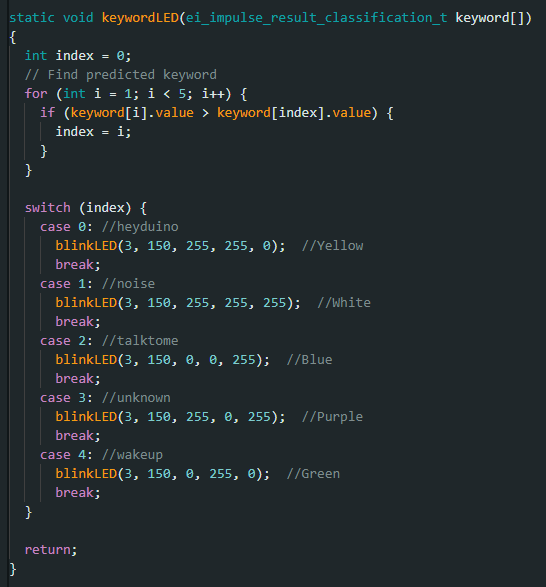 static void keywordLED(ei_impulse_result_classification_t keyword[])
{
  int index = 0;
  // Find predicted keyword
  for (int i = 1; i < 5; i++) {
    if (keyword[i].value > keyword[index].value) {
      index = i;
    }
  }

  switch (index) {
    case 0: //heyduino
      blinkLED(3, 150, 255, 255, 0);  //Yellow
      break;
    case 1: //noise
      blinkLED(3, 150, 255, 255, 255);  //White
      break;
    case 2: //talktome
      blinkLED(3, 150, 0, 0, 255);  //Blue
      break;
    case 3: //unknown
      blinkLED(3, 150, 255, 0, 255);  //Purple
      break;
    case 4: //wakeup
      blinkLED(3, 150, 0, 255, 0);  //Green
      break;
  }

  return;
}